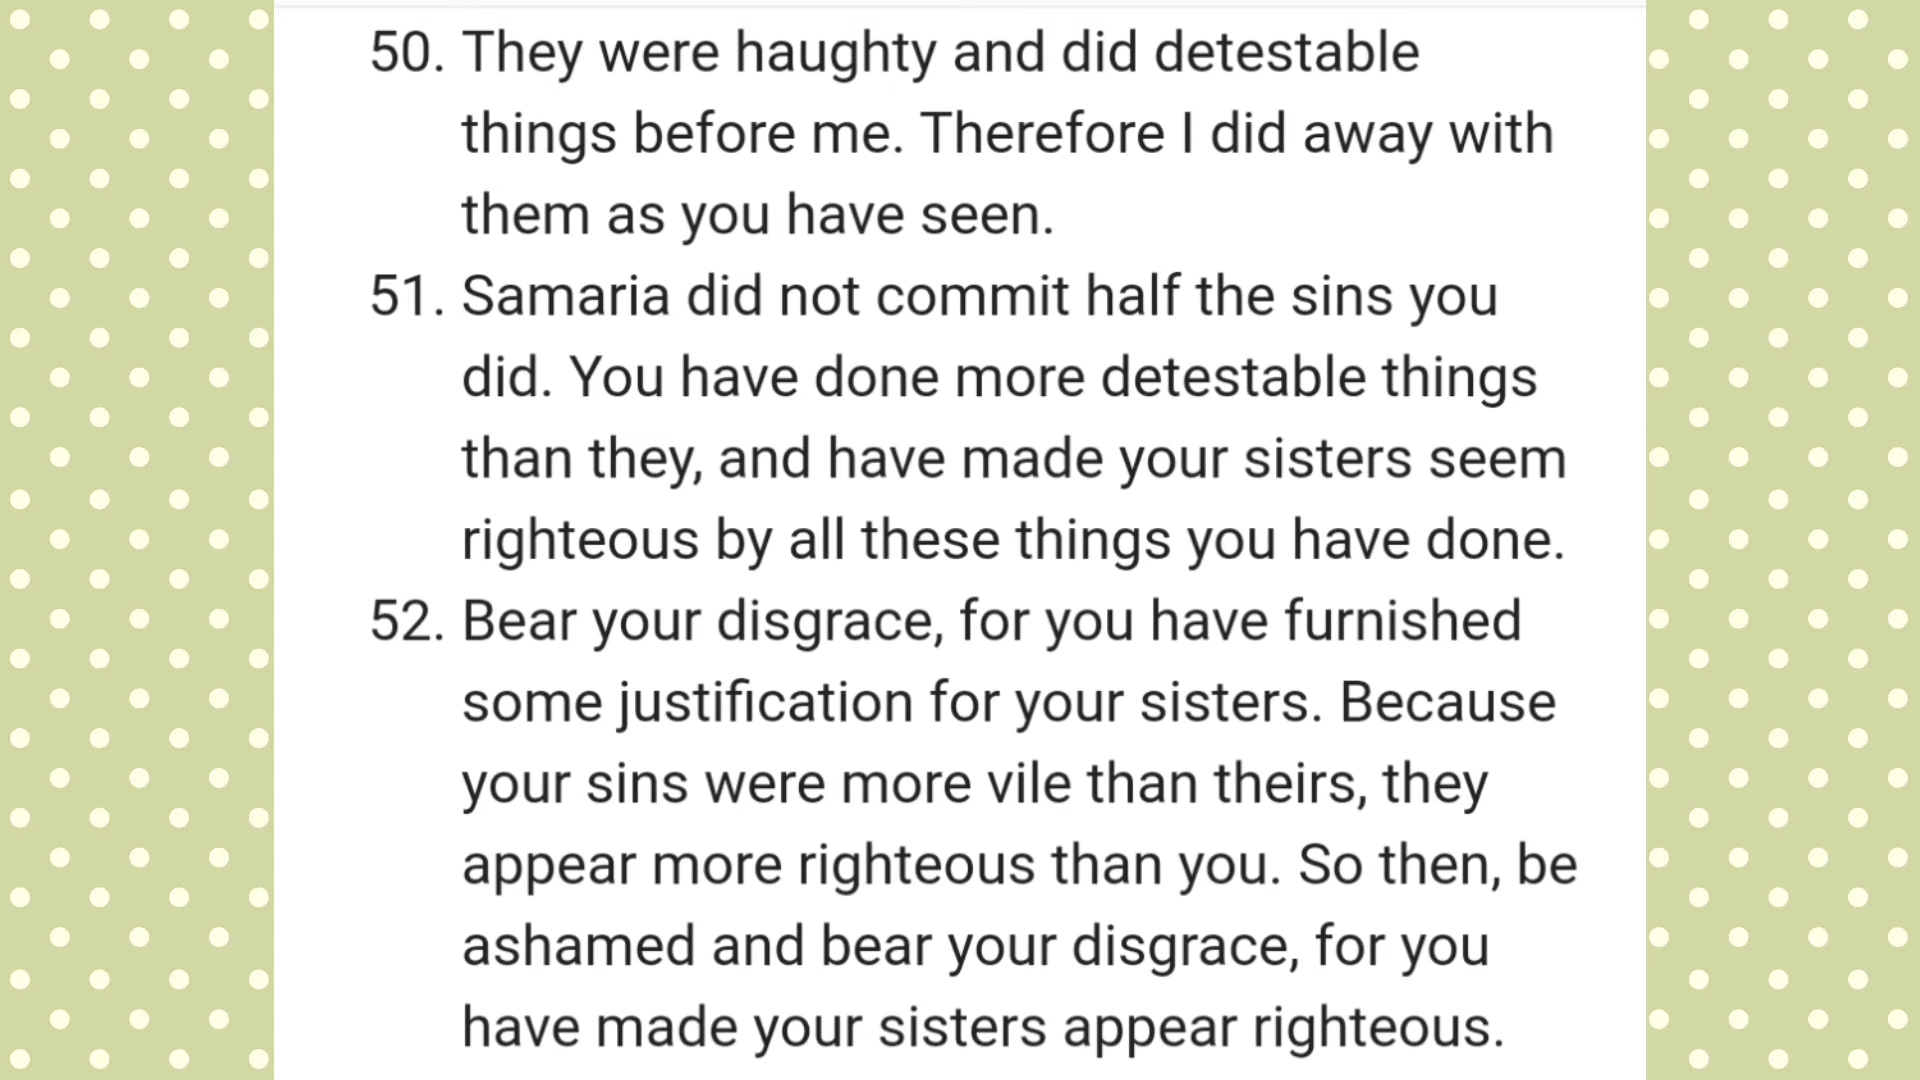 50. They were haughty and did detestable
things before me. Therefore I did away with
them as you have seen.
51. Samaria did not commit half the sins you
did. You have done more detestable things
than they, and have made your sisters seem
righteous by all these things you have done.
52. Bear your disgrace, for you have furnished
some justification for your sisters. Because
your sins were more vile than theirs, they
appear more righteous than you. So then, be
ashamed and bear your disgrace, for you
have made your sisters appear righteous.